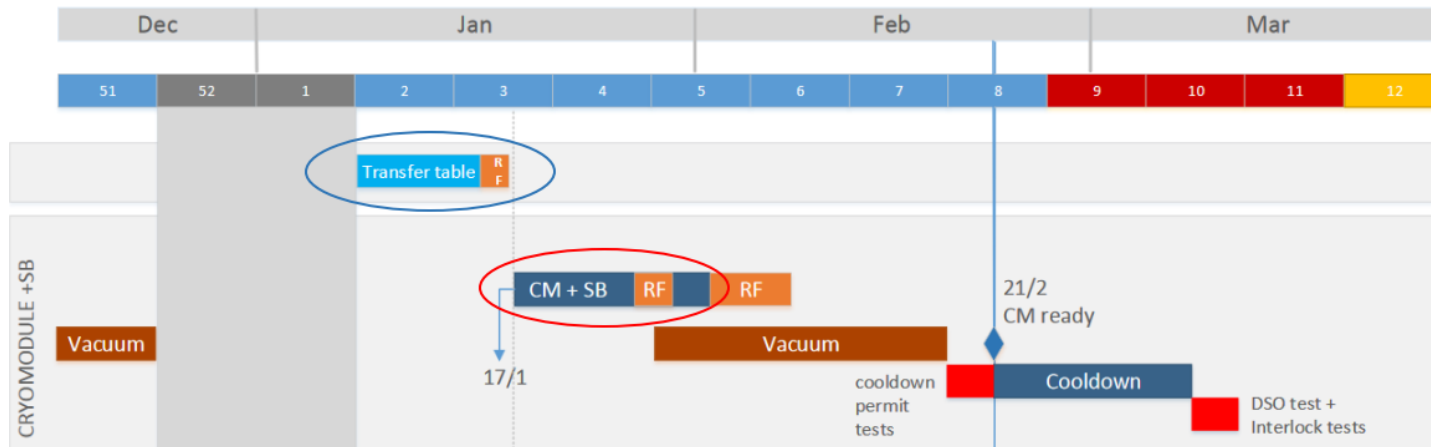 Dec Jan Feb Mar
51 52 1 2 3 4 5 6 7 8 9 10 11 12
Transfer table
R
F
CRYOMODULE +SB
CM + SB RF RF
21/2
CM ready
Vacuum
Vacuum
17/1
cooldown
permit
tests
Cooldown
DSO test +
Interlock tests